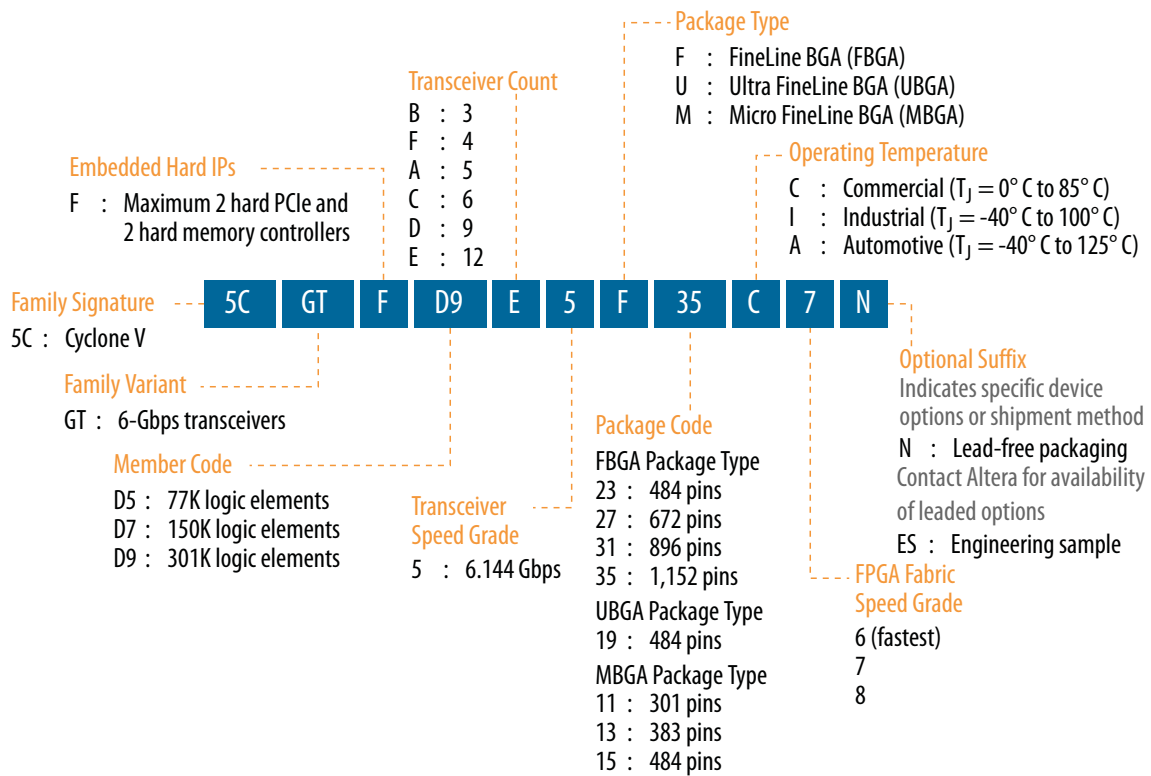 Package Type
F : FineLine BGA (FBGA)
U : Ultra FineLine BGA (UBGA)
M : Micro FineLine BGA (MBGA)
Transceiver Count
B : 3
F : 4
A : 5
C : 6
D : 9
E : 12
Operating Temperature
C : Commercial (TJ = 0° C to 85° C)
I : Industrial (TJ = -40° C to 100° C)
A : Automotive (TJ = -40° C to 125° C)
Embedded Hard IPs
F : Maximum 2 hard PCIe and
2 hard memory controllers
Family Signature
5C : Cyclone V
5C GT F D9 E 5 F 35 C 7 N
Family Variant
GT : 6-Gbps transceivers
Member Code
D5 : 77K logic elements
D7 : 150K logic elements
D9 : 301K logic elements
Transceiver
Speed Grade
5 : 6.144 Gbps
Package Code
FBGA Package Type
23 : 484 pins
27 : 672 pins
31 : 896 pins
35 : 1,152 pins
UBGA Package Type
19 : 484 pins
MBGA Package Type
11 : 301 pins
13 : 383 pins
15 : 484 pins
Optional Suffix
Indicates specific device
options or shipment method
N : Lead-free packaging
Contact Altera for availability
of leaded options
ES : Engineering sample
FPGA Fabric
Speed Grade
6 (fastest)
7
8